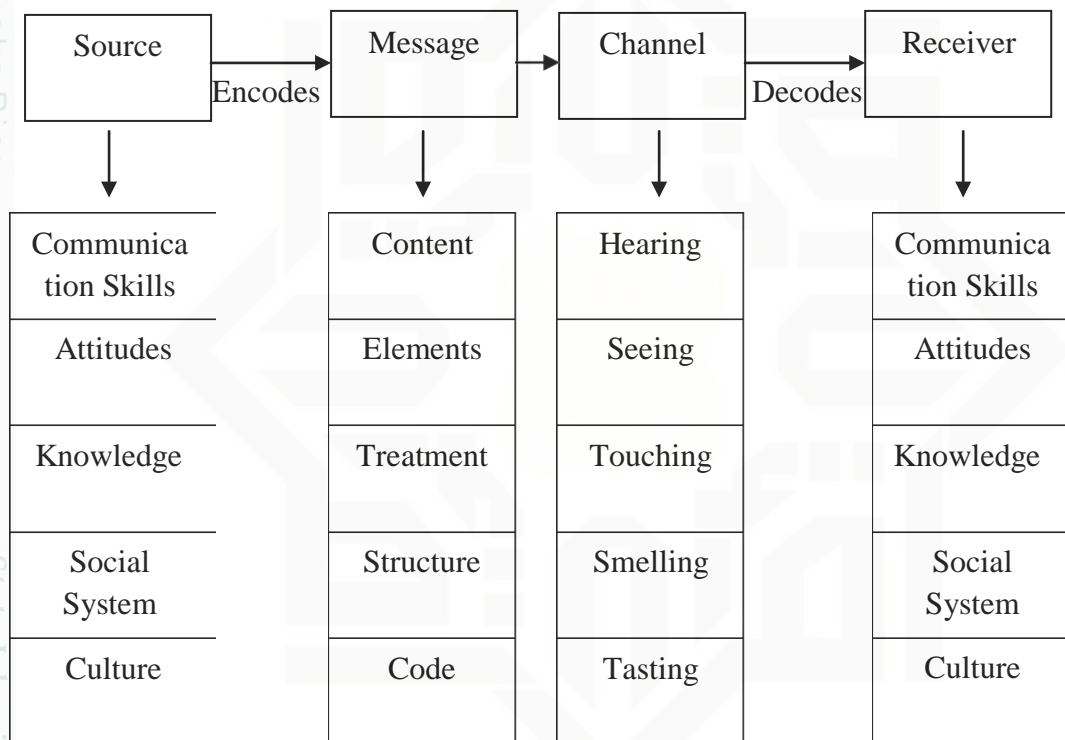 Source
Message
Channel
Receiver
Encodes
Decodes
Communica
tion Skills
Content
Hearing
Communica
tion Skills
Attitudes
Elements
Seeing
Attitudes
Knowledge
Treatment
Touching
Knowledge
Social
System
Structure
Smelling
Social
System
Culture
Code
Tasting
Culture